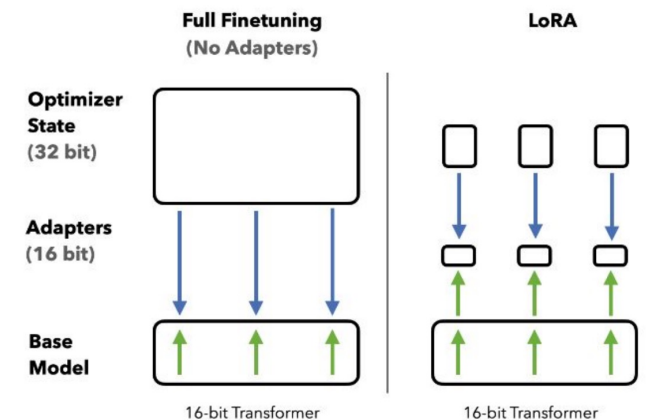 Full Finetuning
(No Adapters)
LoRA
Optimizer
State
(32 bit)
Adapters
(16 bit)
Base
Model
16-bit Transformer
16-bit Transformer